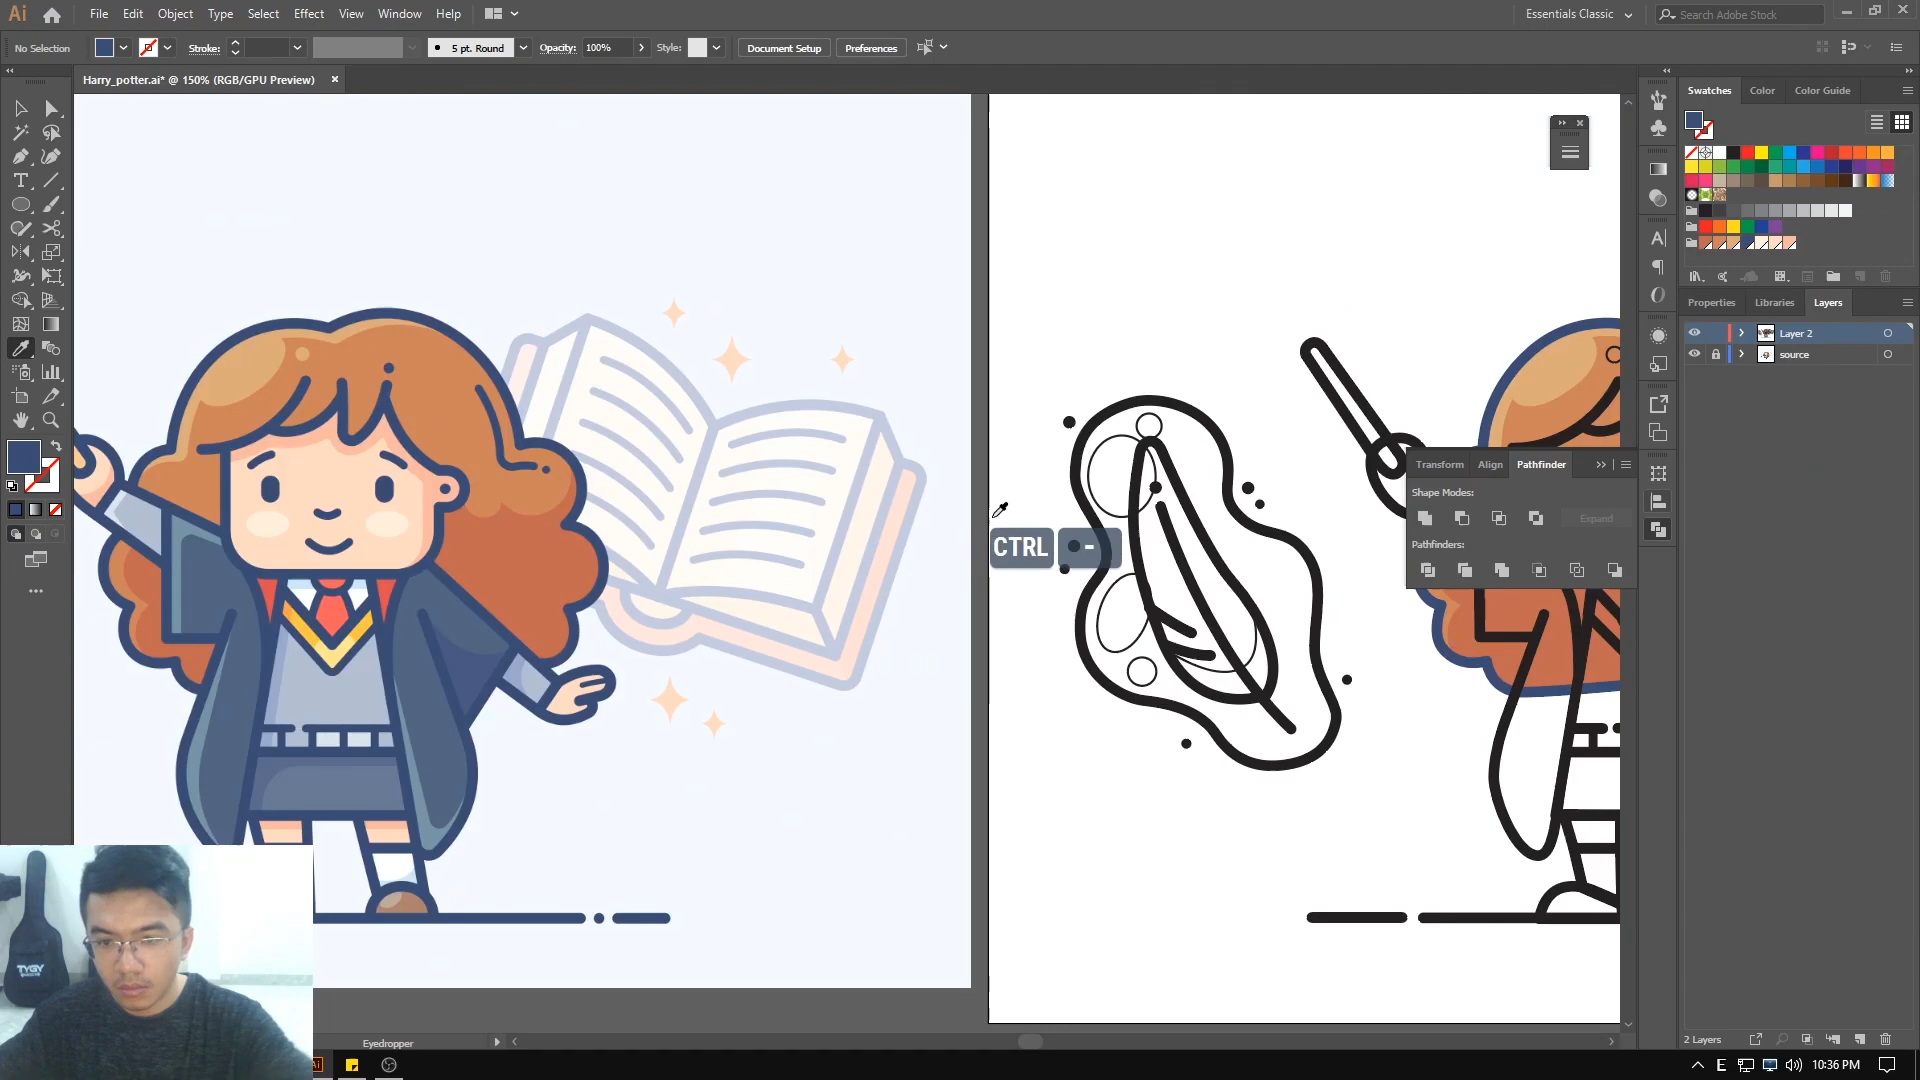 Ai File Edit Object Type Select Effect View Window Help
Essentials Classic
Search Adobe Stock
No Selection
Stroke:
5 pt. Round
Opacity: 100%
Style:
Document Setup
Preferences
Harry_potter.ai* @ 150% (RGB/GPU Preview)
Swatches Color Color Guide
Properties Libraries Layers
Layer 2
source
Transform Align Pathfinder
Shape Modes:
Expand
Pathfinders:
CTRL -
TYGY
Eyedropper
2 Layers
Ai
E
10:36 PM